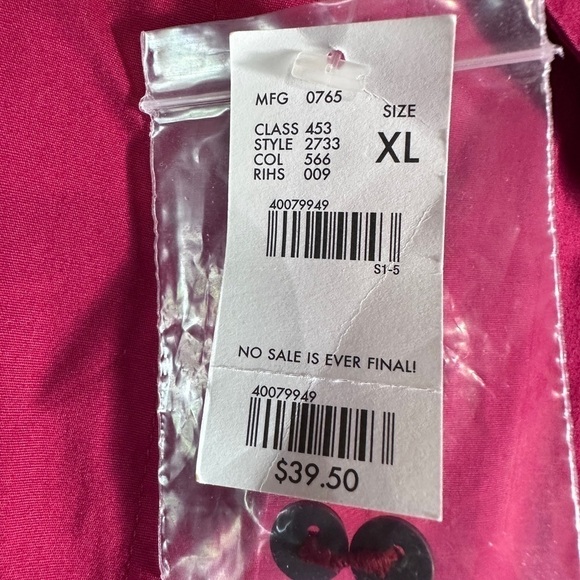 MFG 0765
SIZE
XL
CLASS 453
STYLE 2733
COL 566
RIHS 009
40079949
S1-5
NO SALE IS EVER FINAL!
40079949
$39.50